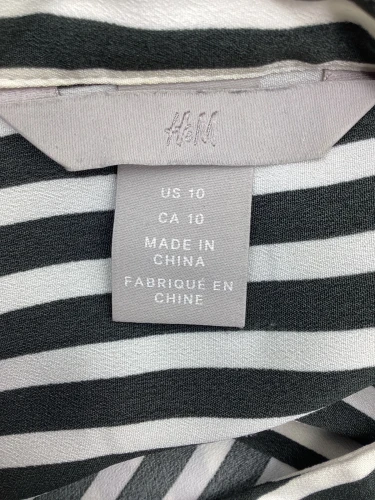 H&M
US 10
CA 10
MADE IN
CHINA
FABRIQUÉ EN
CHINE